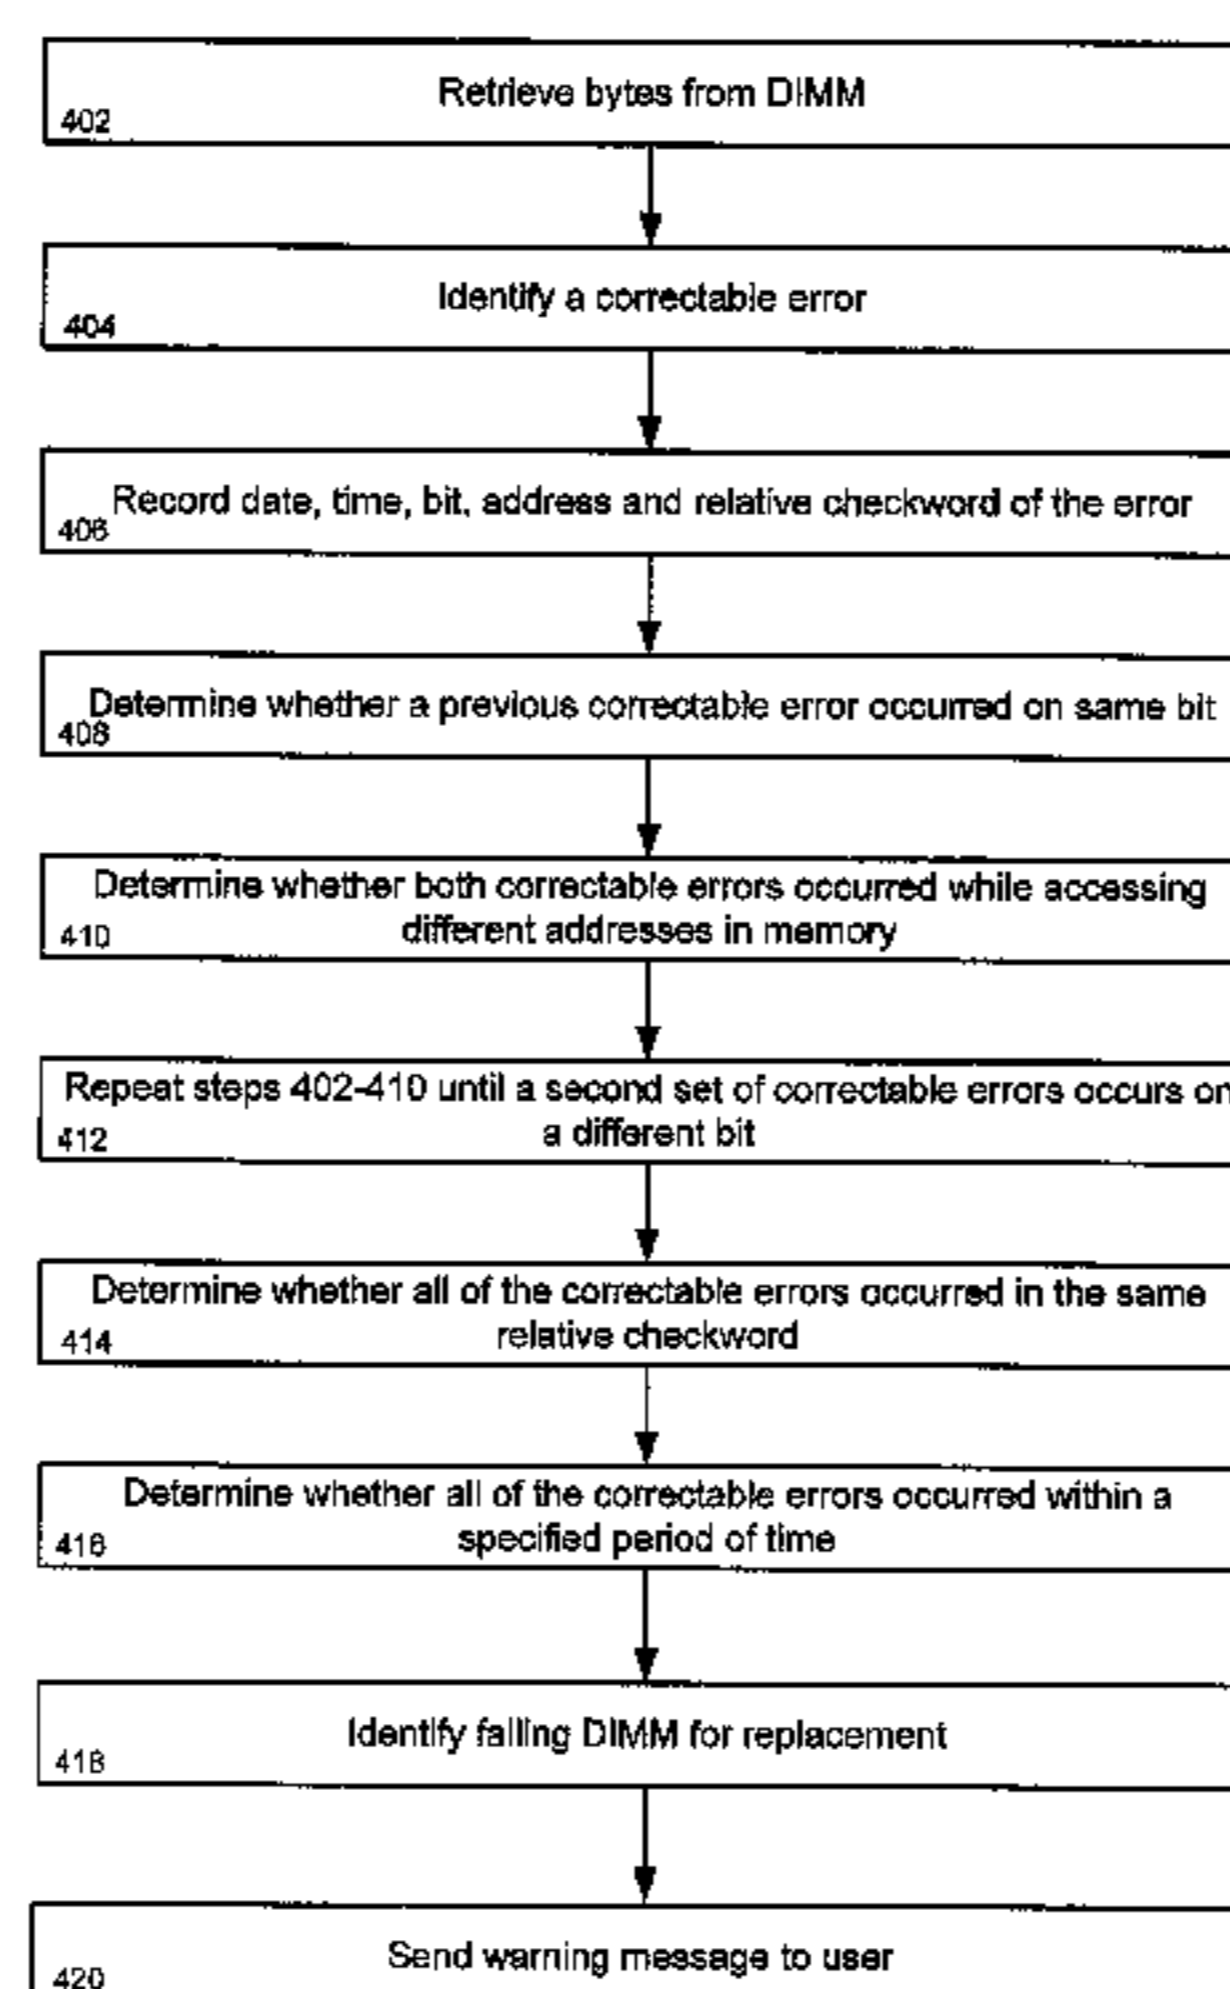 Retrieve bytes from DIMM
402
Identify a correctable error
404
Record date, time, bit, address and relative checkword of the error
406
Determine whether a previous correctable error occurred on same bit
408
Determine whether both correctable errors occurred while accessing
different addresses in memory
410
Repeat steps 402-410 until a second set of correctable errors occurs on
a different bit
412
Determine whether all of the correctable errors occurred in the same
relative checkword
414
Determine whether all of the correctable errors occurred within a
specified period of time
416
Identify failing DIMM for replacement
418
Send warning message to user
420